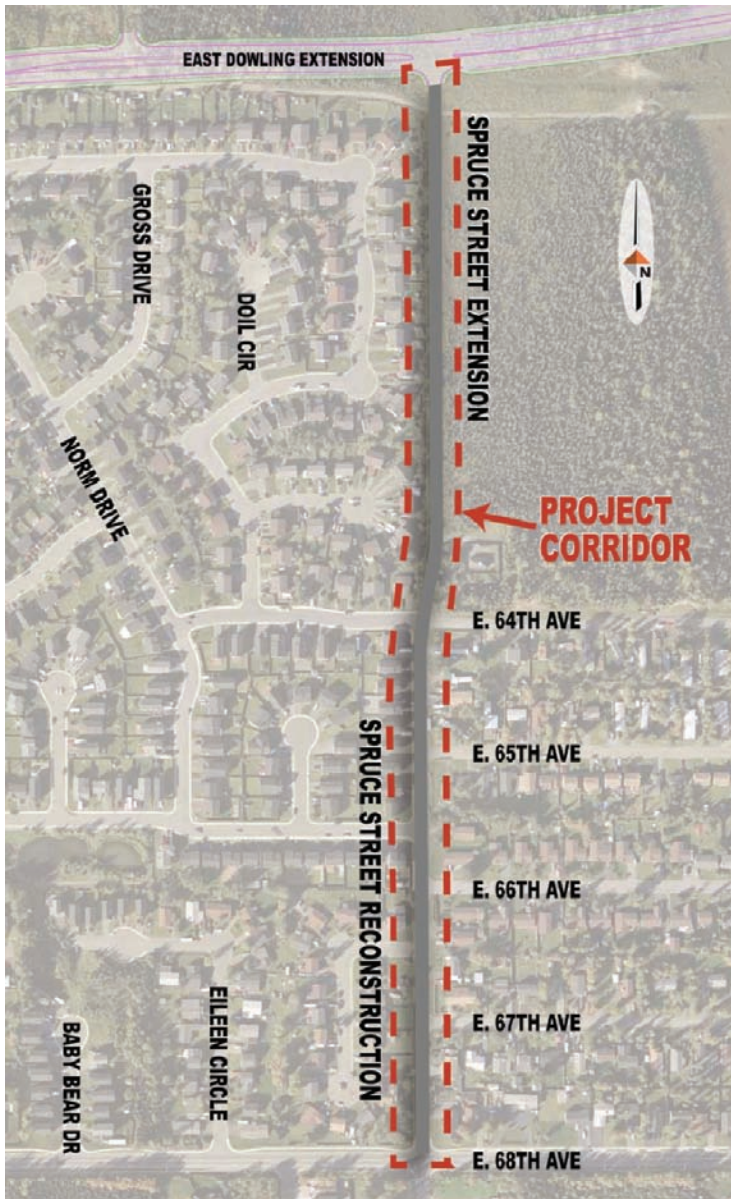 EAST DOWLING EXTENSION
SPRUCE STREET EXTENSION
GROSS DRIVE
N
DOIL CIR
NORM DRIVE
PROJECT
CORRIDOR
E. 64TH AVE
SPRUCE STREET RECONSTRUCTION
E. 65TH AVE
E. 66TH AVE
EILEEN CIRCLE
E. 67TH AVE
BABY BEAR DR
E. 68TH AVE